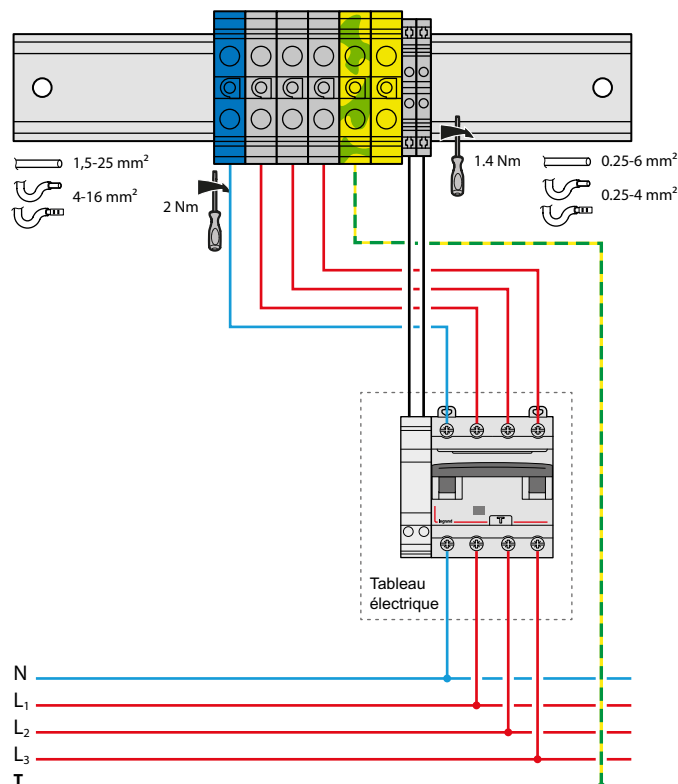 1,5-25 mm²
4-16 mm²
2 Nm
1.4 Nm
0.25-6 mm²
0.25-4 mm²
legrand
T
Tableau
électrique
N
L₁
L₂
L₃
T